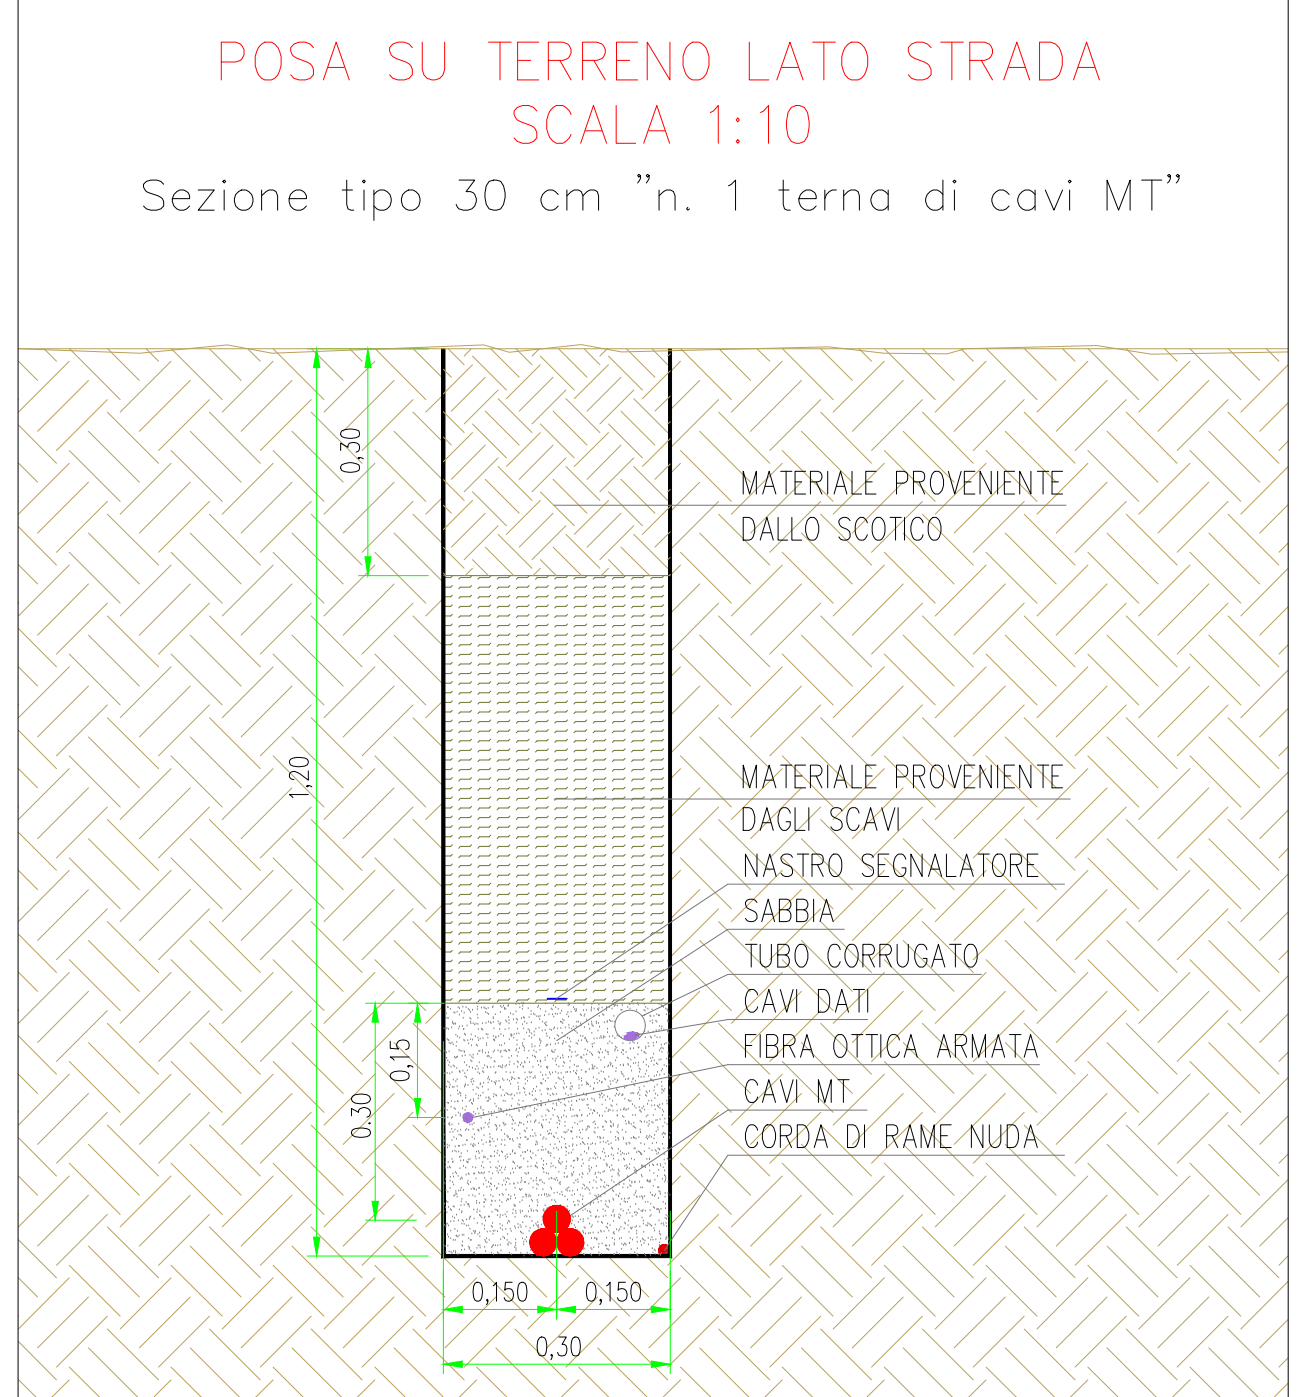 POSA SU TERRENO LATO STRADA
SCALA 1:10
Sezione tipo 30 cm "n. 1 terna di cavi MT"
0,30
MATERIALE PROVENIENTE
DALLO SCOTICO
1,20
MATERIALE PROVENIENTE
DAGLI SCAVI
NASTRO SEGNALATORE
SABBIA
TUBO CORRUGATO
CAVI DATI
FIBRA OTTICA ARMATA
CAVI MT
CORDA DI RAME NUDA
0,15
0.30
0,150
0,150
0,30